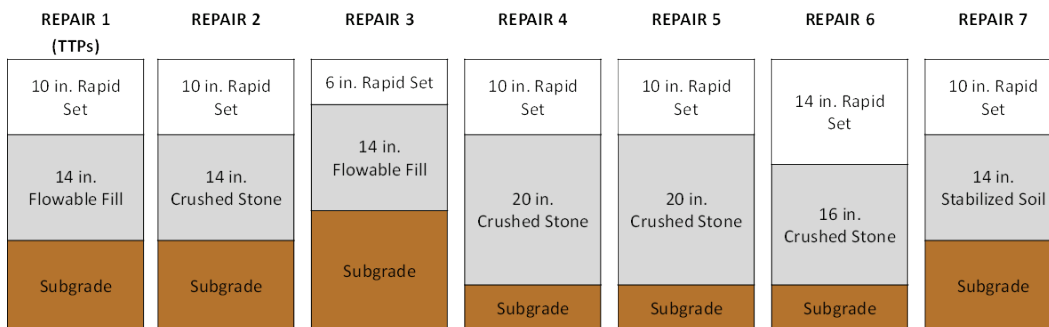 REPAIR 1
(TTPs)
10 in. Rapid
Set
14 in.
Flowable Fill
Subgrade
REPAIR 2
10 in. Rapid
Set
14 in.
Crushed Stone
Subgrade
REPAIR 3
6 in. Rapid Set
14 in.
Flowable Fill
Subgrade
REPAIR 4
10 in. Rapid
Set
20 in.
Crushed Stone
Subgrade
REPAIR 5
10 in. Rapid
Set
20 in.
Crushed Stone
Subgrade
REPAIR 6
14 in. Rapid
Set
16 in.
Crushed Stone
Subgrade
REPAIR 7
10 in. Rapid
Set
14 in.
Stabilized Soil
Subgrade